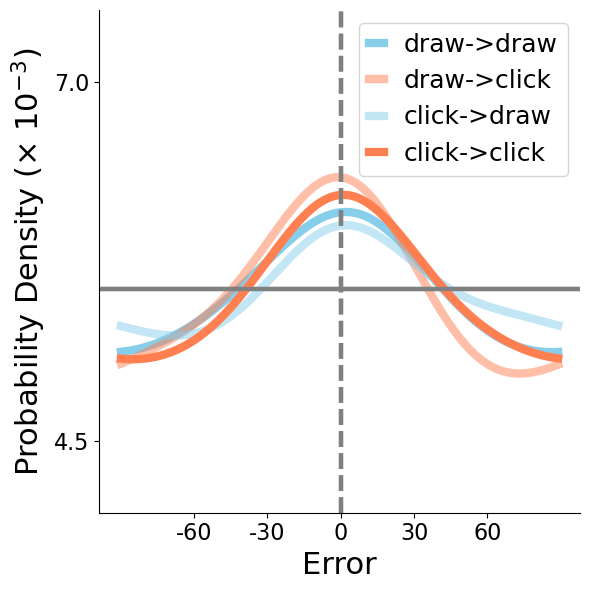 Probability Density (× 10⁻³)
7.0
4.5
draw->draw
draw->click
click->draw
click->click
-60 -30 0 30 60
Error